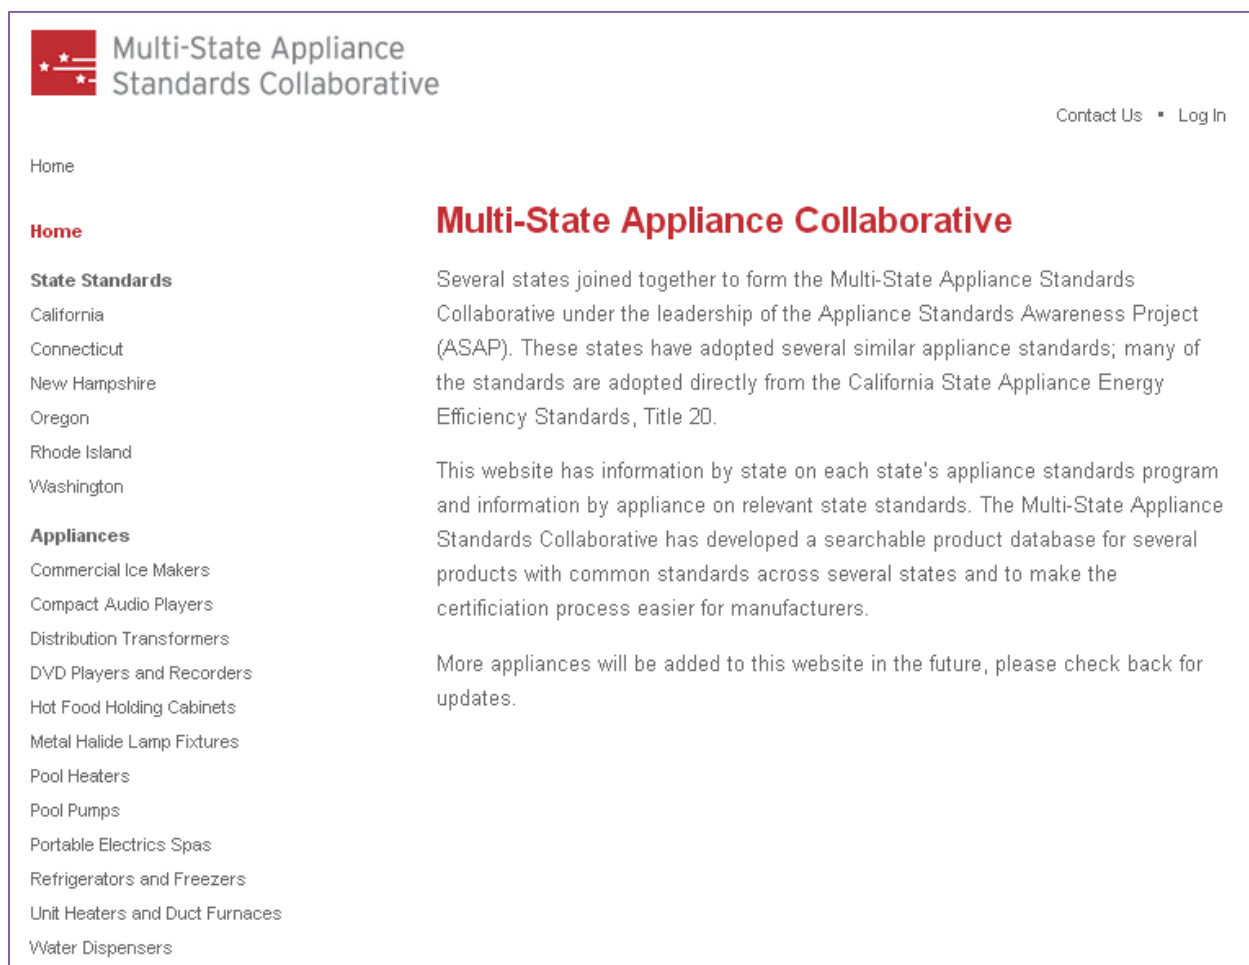 Multi-State Appliance
Standards Collaborative
Contact Us ▪ Log In
Home
Home
State Standards
California
Connecticut
New Hampshire
Oregon
Rhode Island
Washington
Appliances
Commercial Ice Makers
Compact Audio Players
Distribution Transformers
DVD Players and Recorders
Hot Food Holding Cabinets
Metal Halide Lamp Fixtures
Pool Heaters
Pool Pumps
Portable Electrics Spas
Refrigerators and Freezers
Unit Heaters and Duct Furnaces
Water Dispensers
Multi-State Appliance Collaborative
Several states joined together to form the Multi-State Appliance Standards
Collaborative under the leadership of the Appliance Standards Awareness Project
(ASAP). These states have adopted several similar appliance standards; many of
the standards are adopted directly from the California State Appliance Energy
Efficiency Standards, Title 20.
This website has information by state on each state's appliance standards program
and information by appliance on relevant state standards. The Multi-State Appliance
Standards Collaborative has developed a searchable product database for several
products with common standards across several states and to make the
certificiation process easier for manufacturers.
More appliances will be added to this website in the future, please check back for
updates.